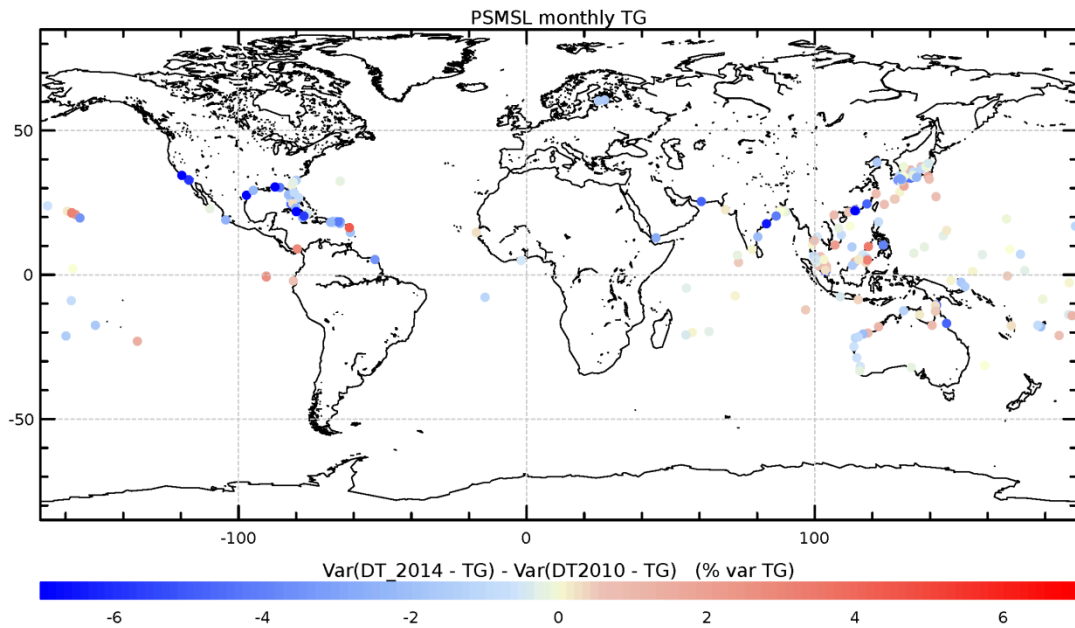 PSMSL monthly TG
50
0
-50
-100 0 100
Var(DT_2014 - TG) - Var(DT2010 - TG) (% var TG)
-6 -4 -2 0 2 4 6